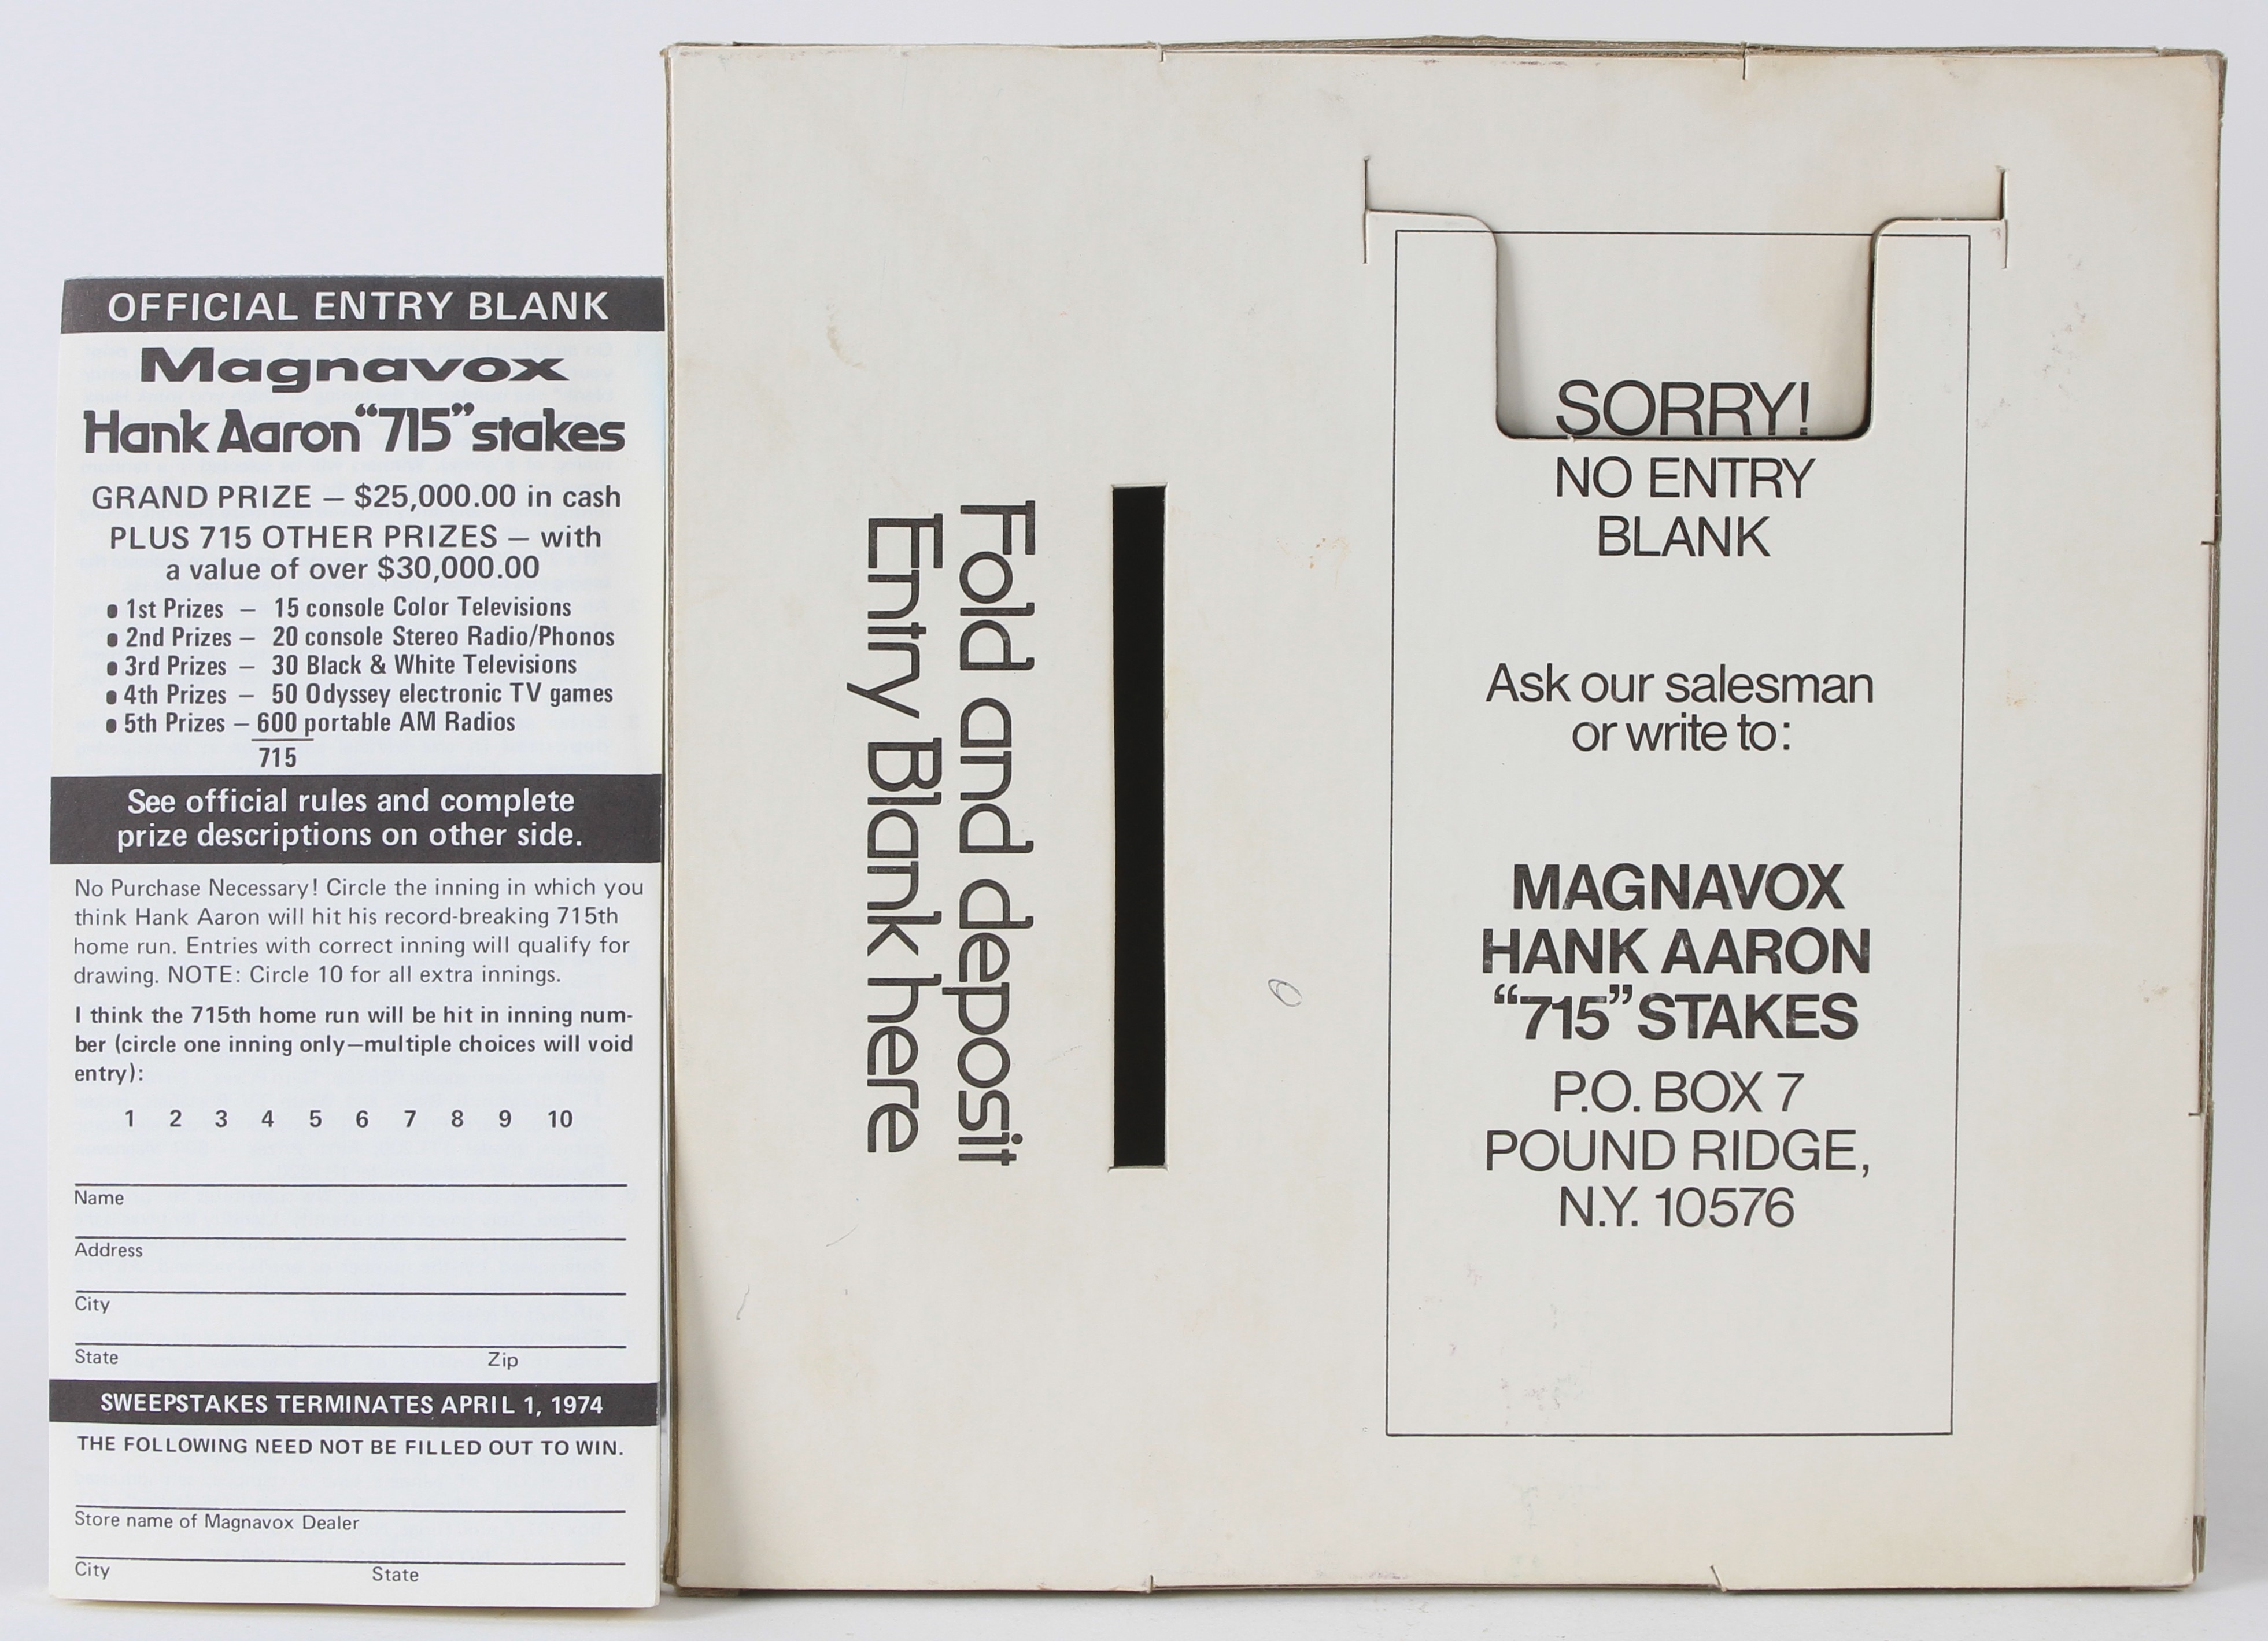 OFFICIAL ENTRY BLANK
Magnavox
Hank Aaron “715” stakes
GRAND PRIZE — $25,000.00 in cash
PLUS 715 OTHER PRIZES — with
a value of over $30,000.00
• 1st Prizes — 15 console Color Televisions
• 2nd Prizes — 20 console Stereo Radio/Phonos
• 3rd Prizes — 30 Black & White Televisions
• 4th Prizes — 50 Odyssey electronic TV games
• 5th Prizes — 600 portable AM Radios
715
See official rules and complete
prize descriptions on other side.
No Purchase Necessary! Circle the inning in which you
think Hank Aaron will hit his record-breaking 715th
home run. Entries with correct inning will qualify for
drawing. NOTE: Circle 10 for all extra innings.
I think the 715th home run will be hit in inning num-
ber (circle one inning only—multiple choices will void
entry):
1 2 3 4 5 6 7 8 9 10
Name
Address
City
State Zip
SWEEPSTAKES TERMINATES APRIL 1, 1974
THE FOLLOWING NEED NOT BE FILLED OUT TO WIN.
Store name of Magnavox Dealer
City State
Fold and deposit
Entry Blank here
SORRY!
NO ENTRY
BLANK
Ask our salesman
or write to:
MAGNAVOX
HANK AARON
“715” STAKES
P.O. BOX 7
POUND RIDGE,
N.Y. 10576